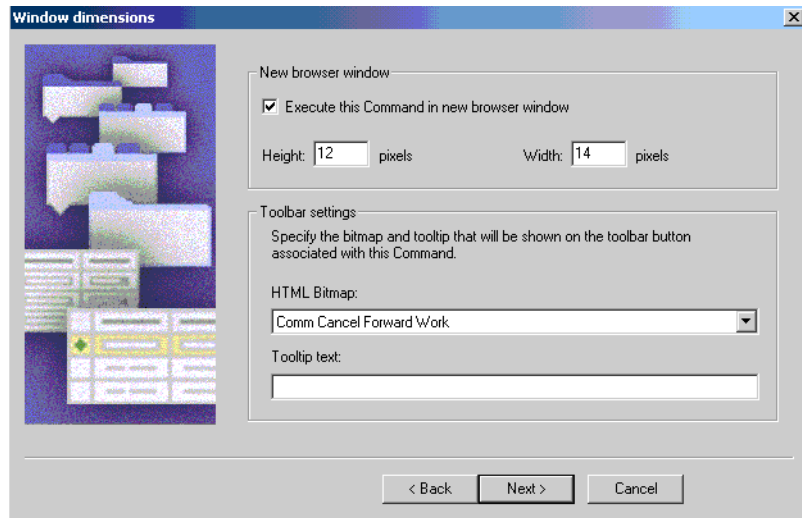 Window dimensions
New browser window
Execute this Command in new browser window
Height: 12 pixels Width: 14 pixels
Toolbar settings
Specify the bitmap and tooltip that will be shown on the toolbar button
associated with this Command.
HTML Bitmap:
Comm Cancel Forward Work
Tooltip text:
< Back Next > Cancel